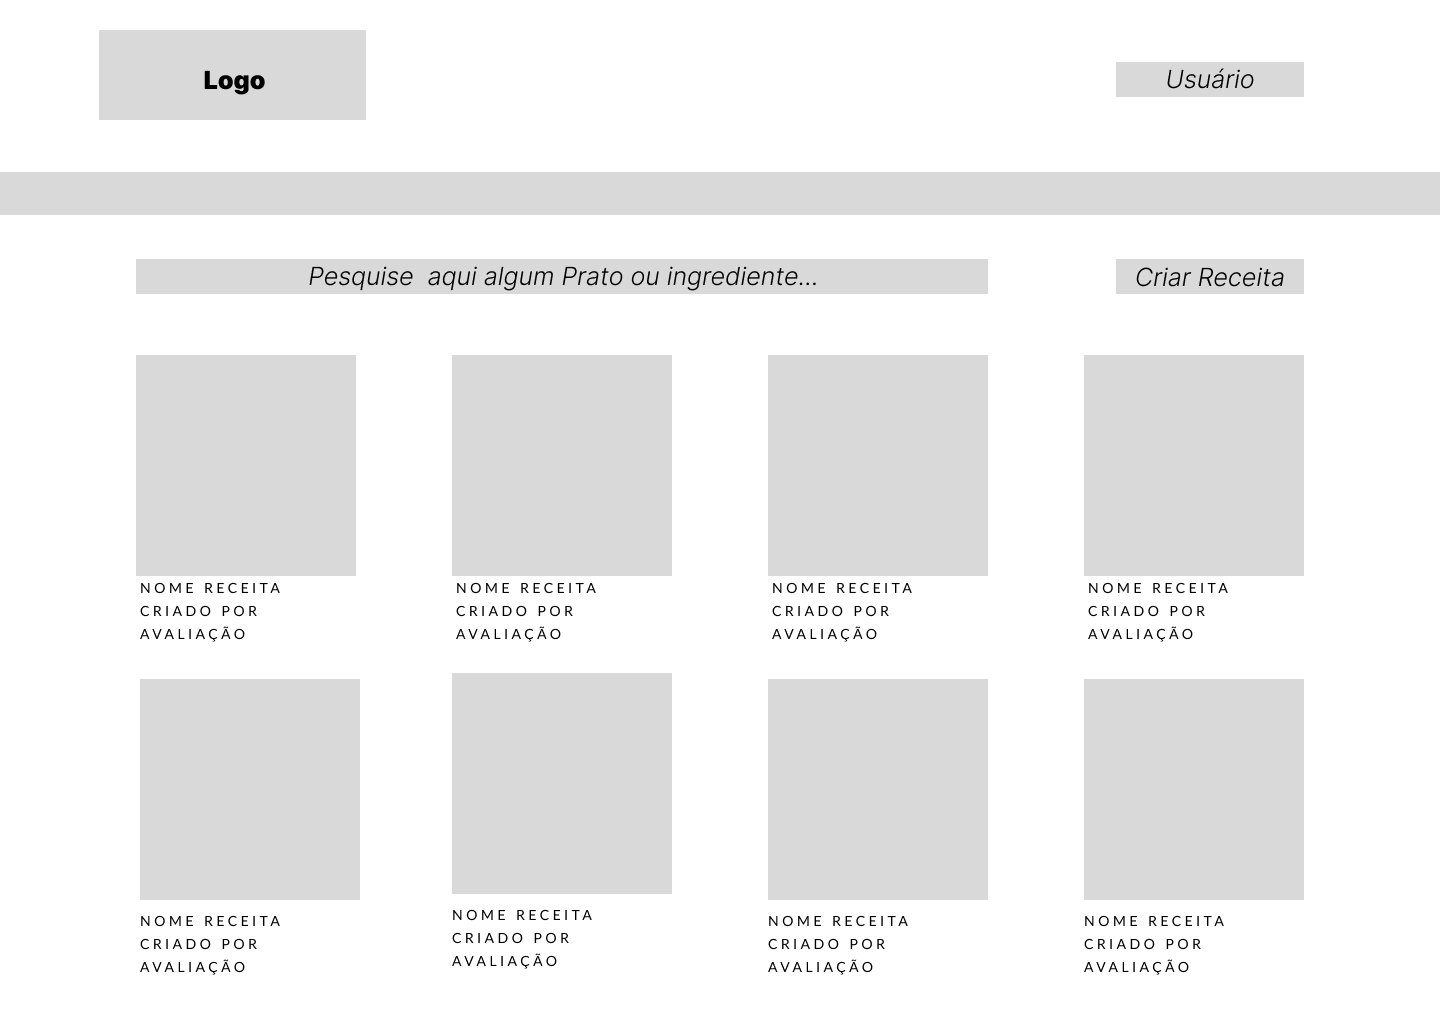 Logo
Usuário
Pesquise  aqui algum Prato ou ingrediente...
Criar Receita
NOME RECEITA
CRIADO POR
AVALIAÇÃO
NOME RECEITA
CRIADO POR
AVALIAÇÃO
NOME RECEITA
CRIADO POR
AVALIAÇÃO
NOME RECEITA
CRIADO POR
AVALIAÇÃO
NOME RECEITA
CRIADO POR
AVALIAÇÃO
NOME RECEITA
CRIADO POR
AVALIAÇÃO
NOME RECEITA
CRIADO POR
AVALIAÇÃO
NOME RECEITA
CRIADO POR
AVALIAÇÃO